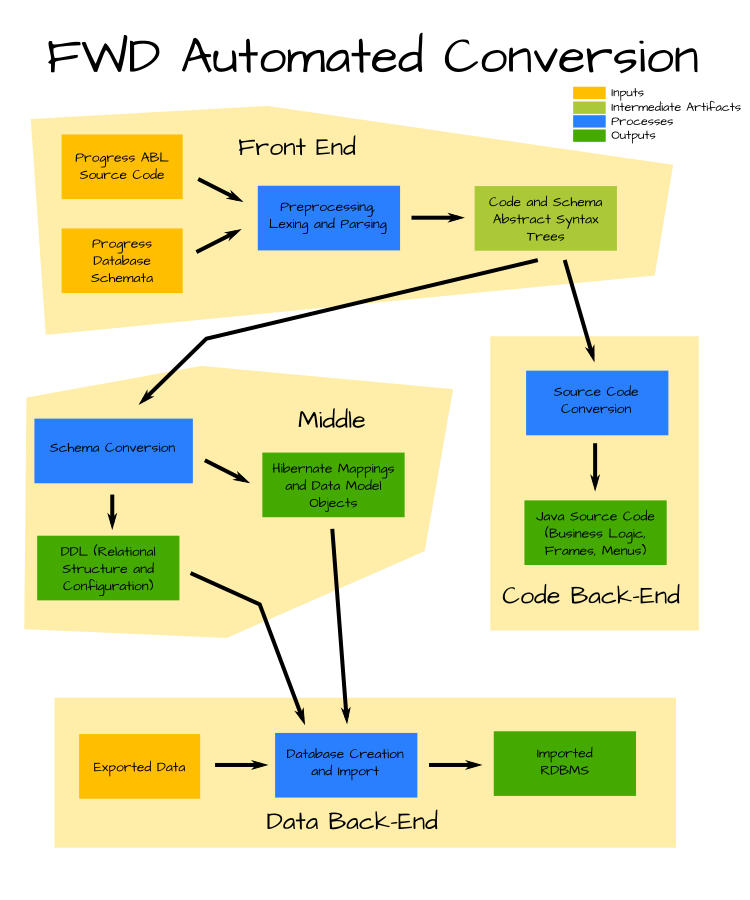 FWD Automated Conversion
Inputs
Intermediate Artifacts
Processes
Outputs
Front End
Progress ABL
Source Code
Progress
Database
Schemata
Preprocessing,
Lexing and Parsing
Code and Schema
Abstract Syntax
Trees
Source Code
Conversion
Java Source Code
(Business Logic,
Frames, Menus)
Code Back-End
Middle
Schema Conversion
Hibernate Mappings
and Data Model
Objects
DDL (Relational
Structure and
Configuration)
Exported Data
Database Creation
and Import
Imported
RDBMS
Data Back-End